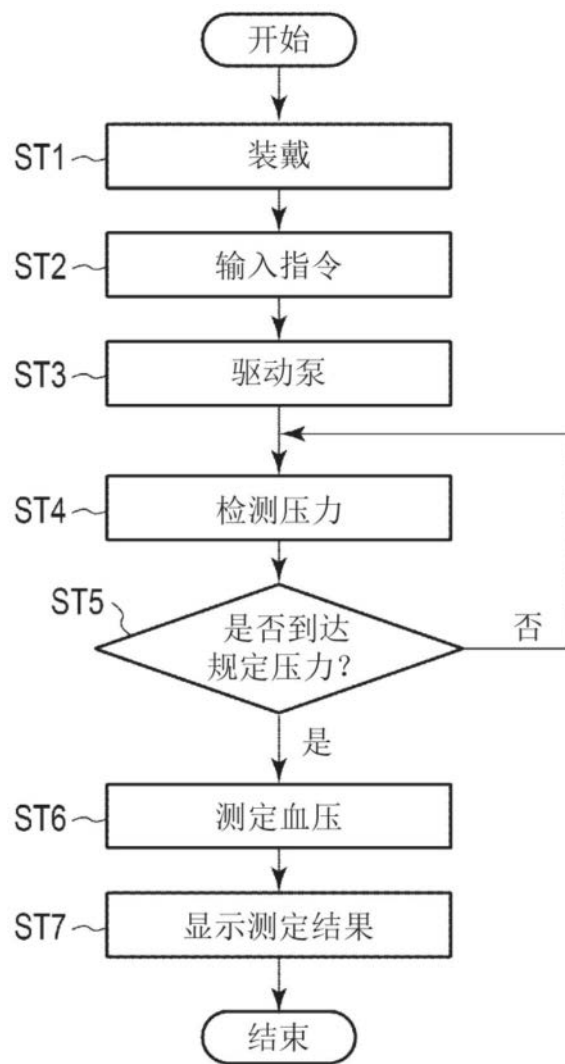 开始
ST1
装戴
ST2
输入指令
ST3
驱动泵
ST4
检测压力
ST5
是否到达
规定压力?
否
是
ST6
测定血压
ST7
显示测定结果
结束